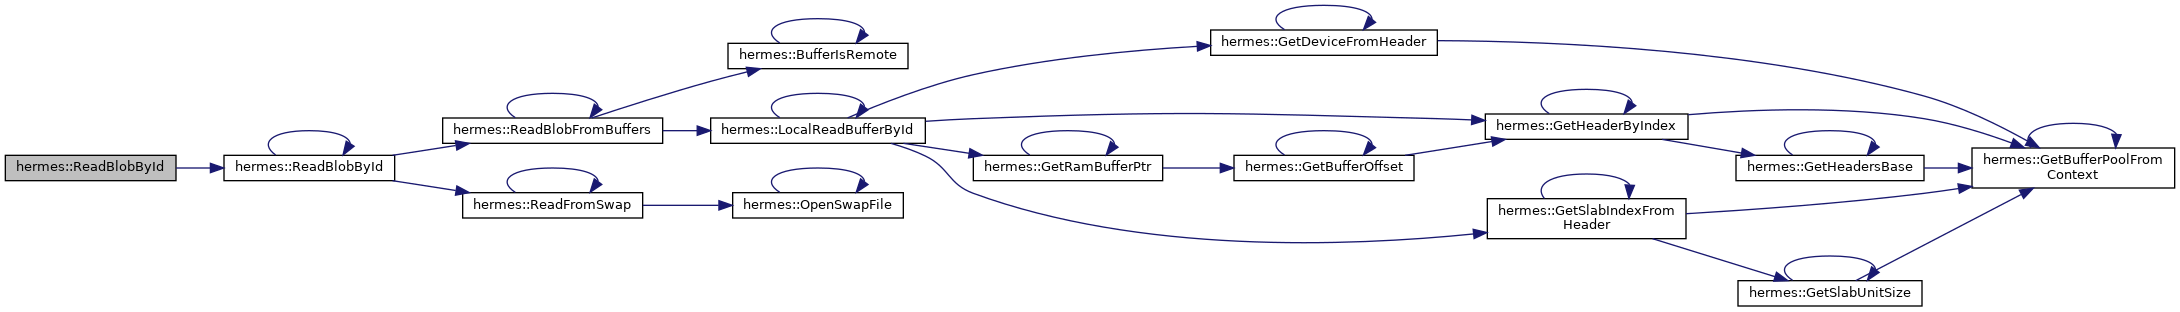 hermes::ReadBlobById
hermes::ReadBlobById
hermes::ReadBlobFromBuffers
hermes::ReadFromSwap
hermes::BufferIsRemote
hermes::LocalReadBufferById
hermes::OpenSwapFile
hermes::GetDeviceFromHeader
hermes::GetRamBufferPtr
hermes::GetBufferOffset
hermes::GetHeaderByIndex
hermes::GetSlabIndexFrom
Header
hermes::GetHeadersBase
hermes::GetSlabUnitSize
hermes::GetBufferPoolFrom
Context